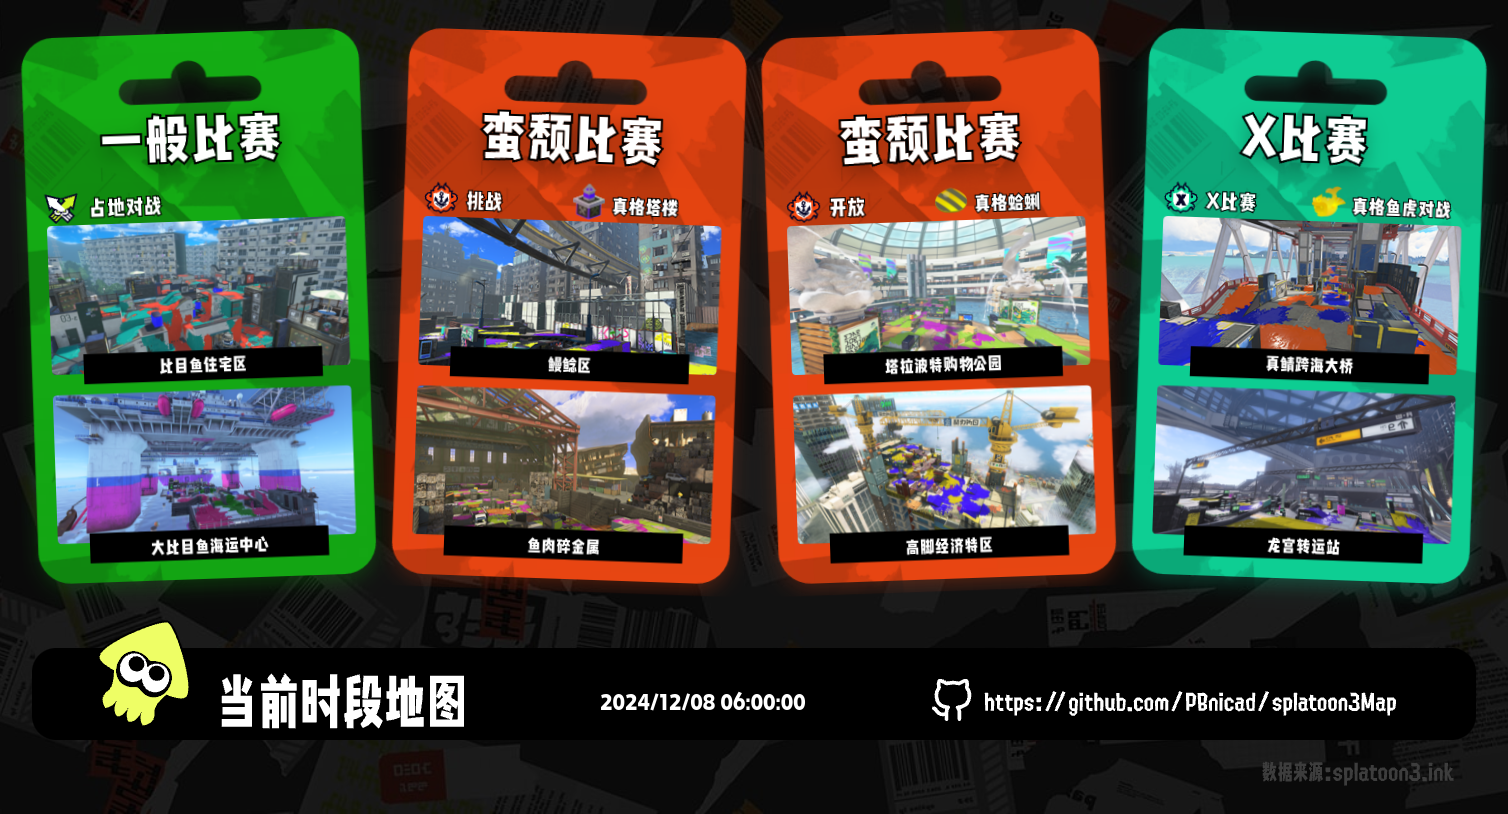 一般比赛
占地对战
比目鱼住宅区
大比目鱼海运中心
蛮颓比赛
挑战
真格塔楼
鳗鲶区
鱼肉碎金属
蛮颓比赛
开放
真格蛤蜊
塔拉波特购物公园
高脚经济特区
X比赛
X比赛
真格鱼虎对战
真鲭跨海大桥
龙宫转运站
当前时段地图
2024/12/08 06:00:00
https://github.com/PBnicad/splatoon3Map
数据来源:splatoon3.ink